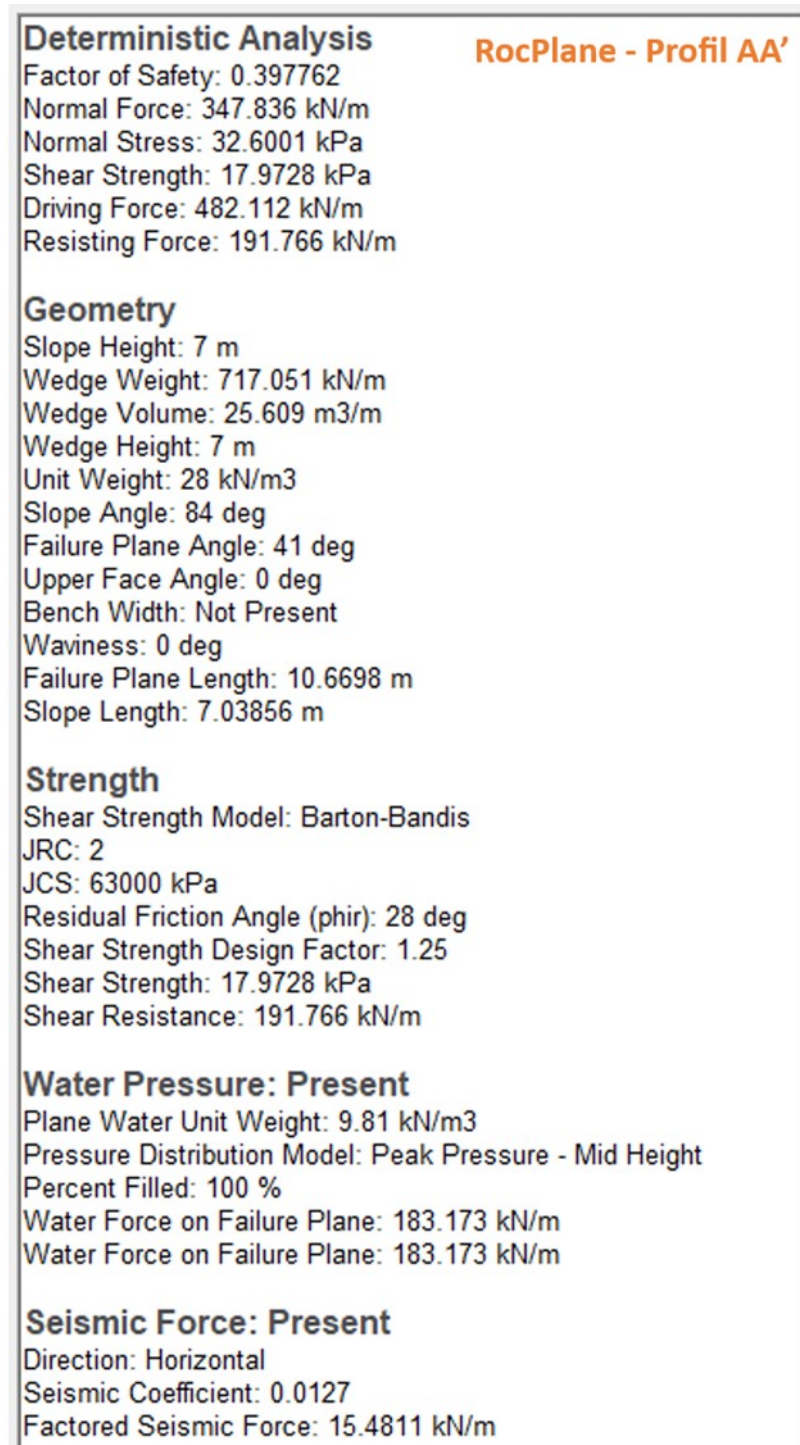 Deterministic Analysis
RocPlane - Profil AA’
Factor of Safety: 0.397762
Normal Force: 347.836 kN/m
Normal Stress: 32.6001 kPa
Shear Strength: 17.9728 kPa
Driving Force: 482.112 kN/m
Resisting Force: 191.766 kN/m
Geometry
Slope Height: 7 m
Wedge Weight: 717.051 kN/m
Wedge Volume: 25.609 m3/m
Wedge Height: 7 m
Unit Weight: 28 kN/m3
Slope Angle: 84 deg
Failure Plane Angle: 41 deg
Upper Face Angle: 0 deg
Bench Width: Not Present
Waviness: 0 deg
Failure Plane Length: 10.6698 m
Slope Length: 7.03856 m
Strength
Shear Strength Model: Barton-Bandis
JRC: 2
JCS: 63000 kPa
Residual Friction Angle (phir): 28 deg
Shear Strength Design Factor: 1.25
Shear Strength: 17.9728 kPa
Shear Resistance: 191.766 kN/m
Water Pressure: Present
Plane Water Unit Weight: 9.81 kN/m3
Pressure Distribution Model: Peak Pressure - Mid Height
Percent Filled: 100 %
Water Force on Failure Plane: 183.173 kN/m
Water Force on Failure Plane: 183.173 kN/m
Seismic Force: Present
Direction: Horizontal
Seismic Coefficient: 0.0127
Factored Seismic Force: 15.4811 kN/m